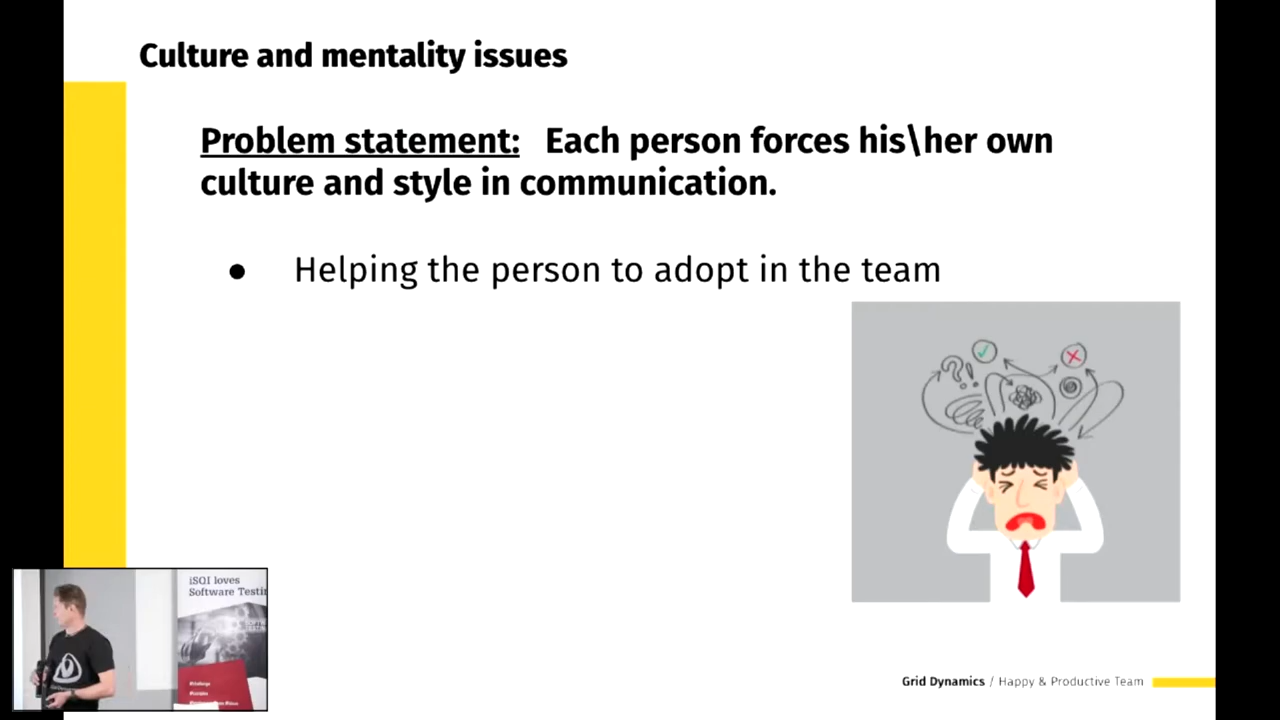 Culture and mentality issues
Problem statement: Each person forces his\her own
culture and style in communication.
● Helping the person to adopt in the team
iSQI loves
Software Testin
Grid Dynamics / Happy & Productive Team